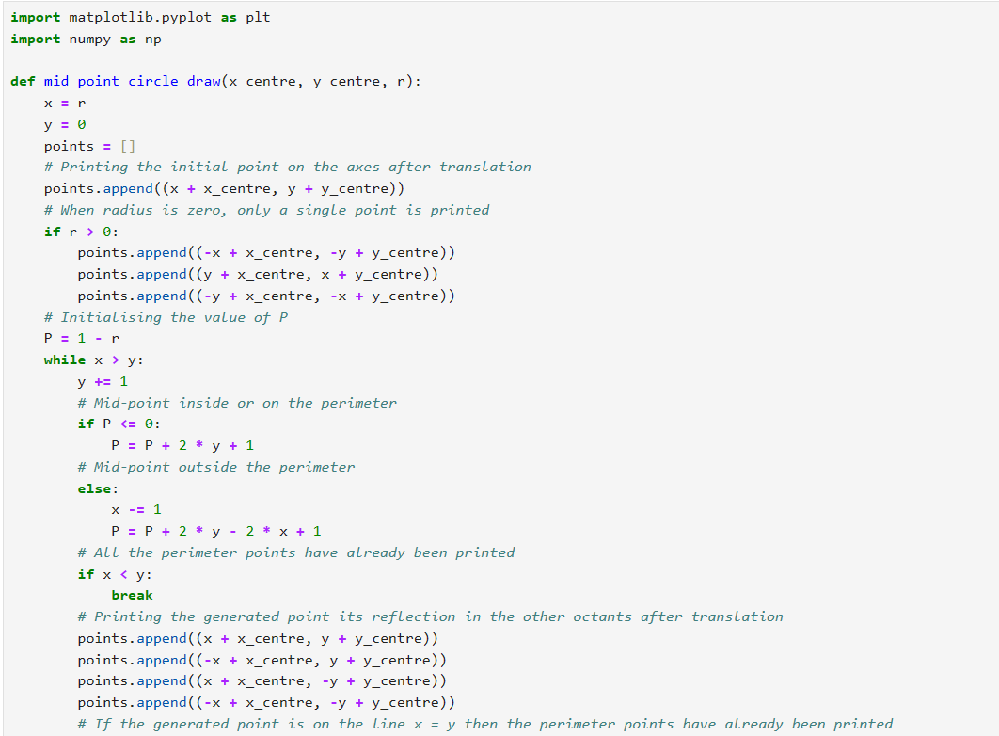 import matplotlib.pyplot as plt
import numpy as np

def mid_point_circle_draw(x_centre, y_centre, r):
    x = r
    y = 0
    points = []
    # Printing the initial point on the axes after translation
    points.append((x + x_centre, y + y_centre))
    # When radius is zero, only a single point is printed
    if r > 0:
        points.append((-x + x_centre, -y + y_centre))
        points.append((y + x_centre, x + y_centre))
        points.append((-y + x_centre, -x + y_centre))
    # Initialising the value of P
    P = 1 - r
    while x > y:
        y += 1
        # Mid-point inside or on the perimeter
        if P <= 0:
            P = P + 2 * y + 1
        # Mid-point outside the perimeter
        else:
            x -= 1
            P = P + 2 * y - 2 * x + 1
        # All the perimeter points have already been printed
        if x < y:
            break
        # Printing the generated point its reflection in the other octants after translation
        points.append((x + x_centre, y + y_centre))
        points.append((-x + x_centre, y + y_centre))
        points.append((x + x_centre, -y + y_centre))
        points.append((-x + x_centre, -y + y_centre))
        # If the generated point is on the line x = y then the perimeter points have already been printed